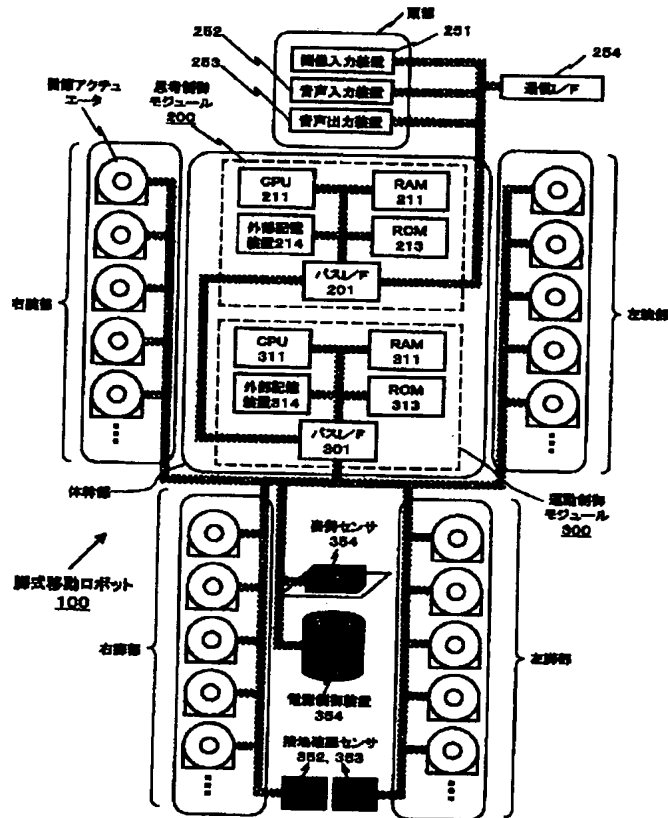 頭部
252
251
253
254
画像入力装置
音声入力装置
音声出力装置
通信I/F
関節アクチュ
エータ
思考制御
モジュール
200
CPU
211
RAM
211
外部記憶
装置214
ROM
213
バスI/F
201
右腕部
左腕部
CPU
311
RAM
311
外部記憶
装置314
ROM
313
バスI/F
301
体幹部
運動制御
モジュール
300
姿勢センサ
354
脚式移動ロボット
100
右脚部
左脚部
電源制御装置
354
接地確認センサ
352、353